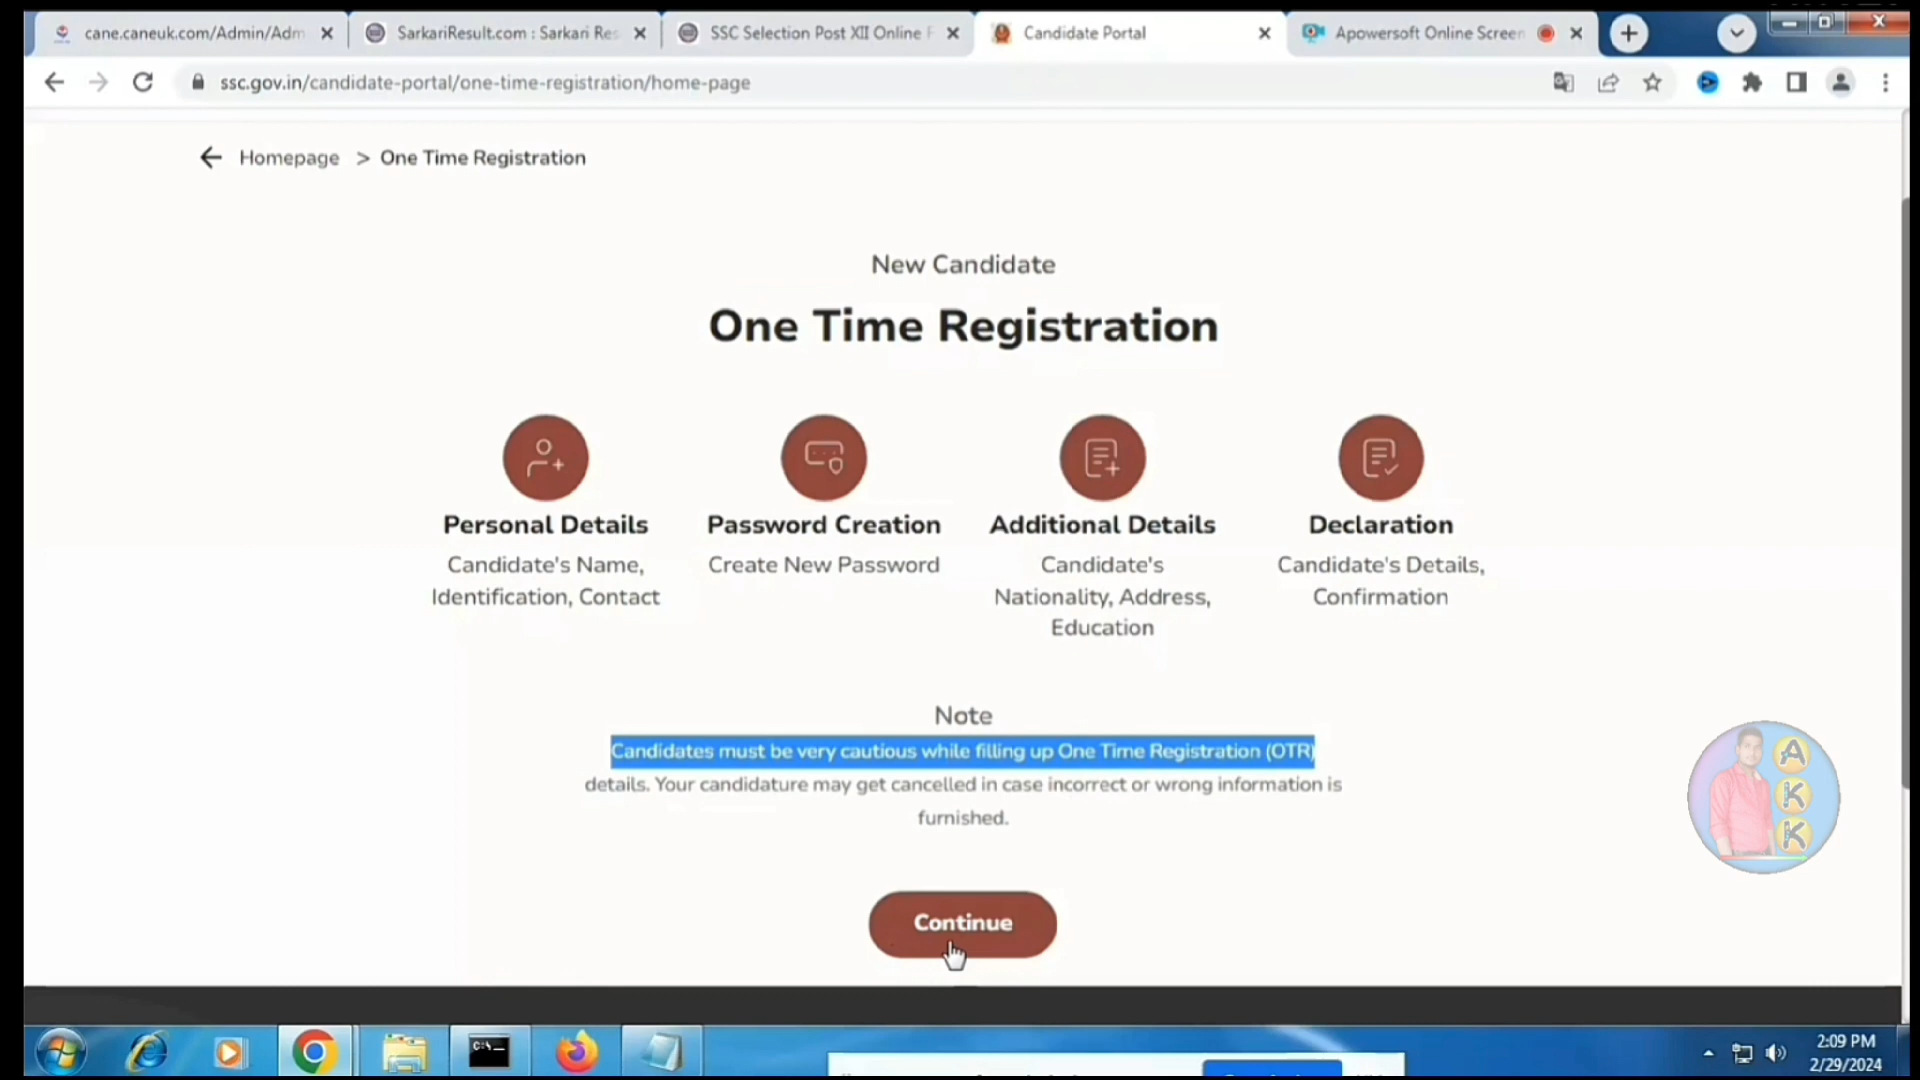 cane.caneuk.com/Admin/Adm
SarkariResult.com : Sarkari Res
SSC Selection Post XII Online F
Candidate Portal
Apowersoft Online Screen
ssc.gov.in/candidate-portal/one-time-registration/home-page
Homepage > One Time Registration
New Candidate
One Time Registration
Personal Details
Candidate's Name,
Identification, Contact
Password Creation
Create New Password
Additional Details
Candidate's
Nationality, Address,
Education
Declaration
Candidate's Details,
Confirmation
Note
Candidates must be very cautious while filling up One Time Registration (OTR)
details. Your candidature may get cancelled in case incorrect or wrong information is
furnished.
Continue
A
K
K
C:\
2:09 PM
2/29/2024